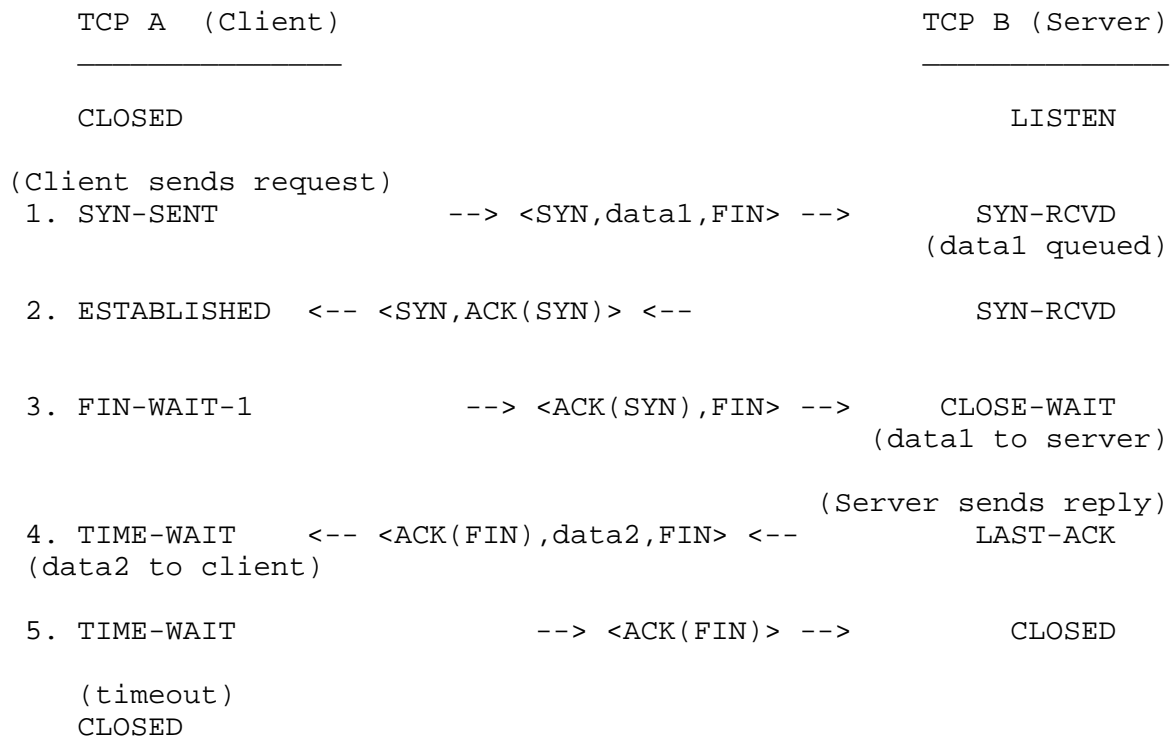 TCP A  (Client)                                 TCP B (Server)
_______________                                 ______________
CLOSED                                               LISTEN
(Client sends request)
1. SYN-SENT             --> <SYN,data1,FIN> -->       SYN-RCVD
(data1 queued)
2. ESTABLISHED  <-- <SYN,ACK(SYN)> <--                SYN-RCVD
3. FIN-WAIT-1            --> <ACK(SYN),FIN> -->     CLOSE-WAIT
(data1 to server)
(Server sends reply)
4. TIME-WAIT    <-- <ACK(FIN),data2,FIN> <--          LAST-ACK
(data2 to client)
5. TIME-WAIT                 --> <ACK(FIN)> -->         CLOSED
(timeout)
CLOSED